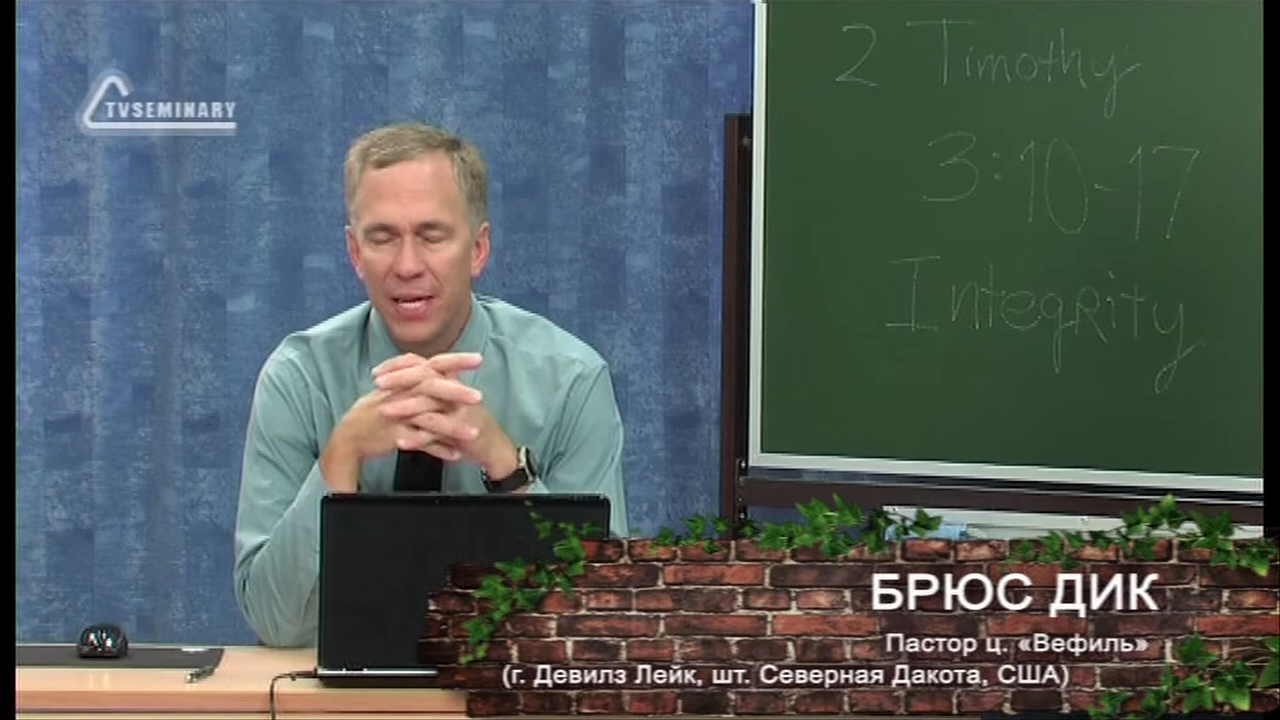 TVSEMINARY
2 Timothy
3:10-17
Integrity
БРЮС ДИК
Пастор ц. «Вефиль»
(г. Девилз Лейк, шт. Северная Дакота, США)